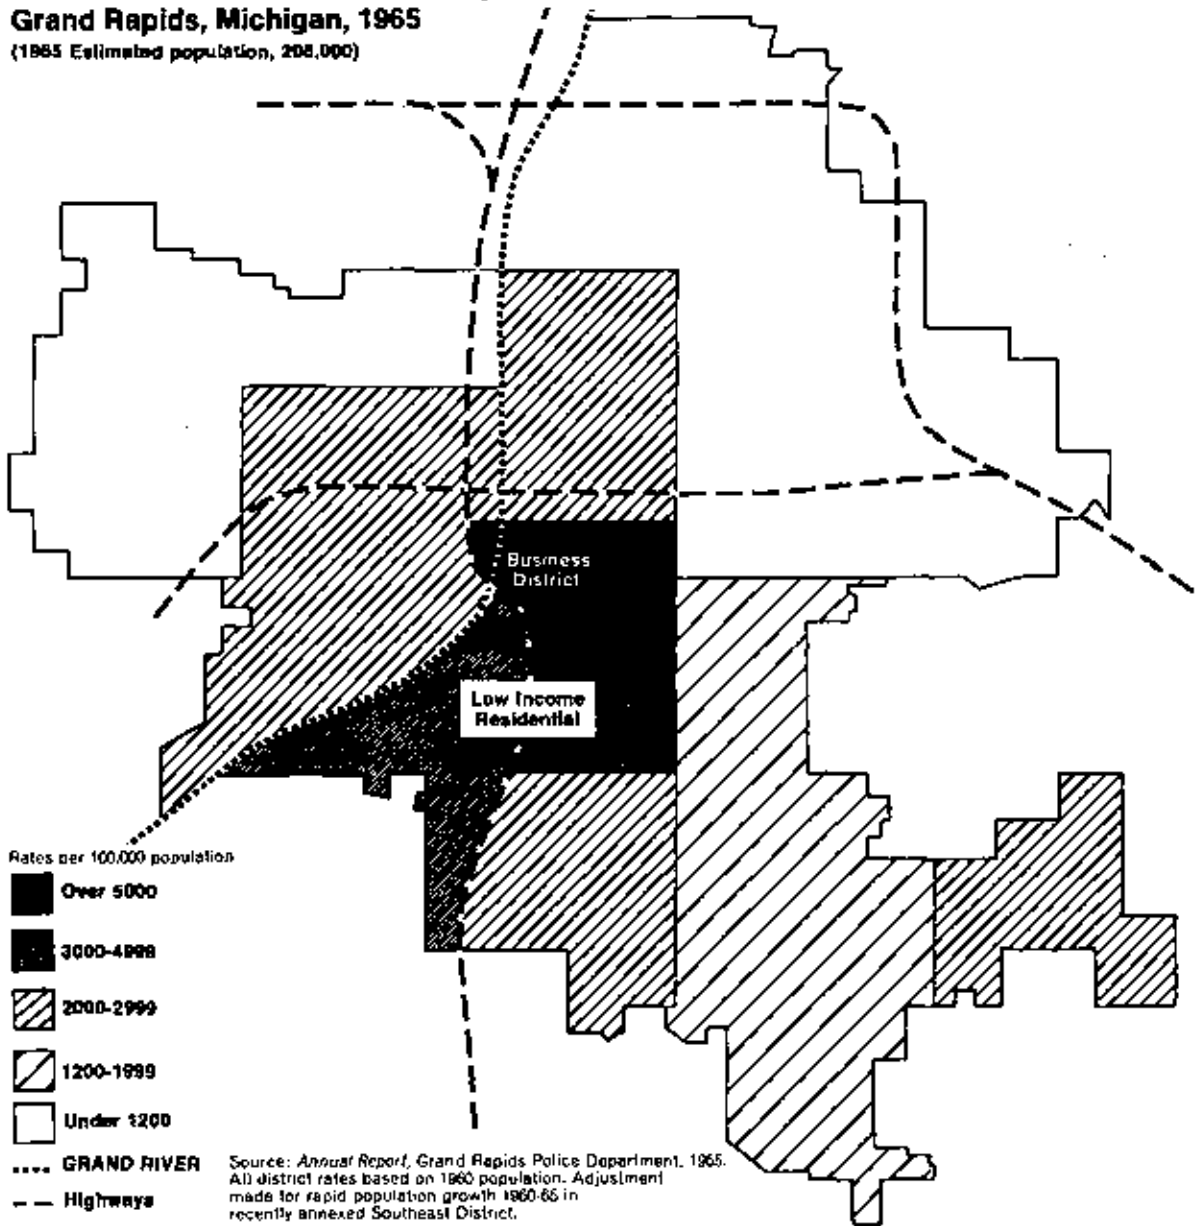 Grand Rapids, Michigan, 1965
(1965 Estimated population, 208,000)
Business
District
Low Income
Residential
Rates per 100,000 population
Over 5000
3000-4999
2000-2999
1200-1999
Under 1200
GRAND RIVER
Highways
Source: Annual Report, Grand Rapids Police Department, 1965.
All district rates based on 1960 population. Adjustment
made for rapid population growth 1960-65 in
recently annexed Southeast District.